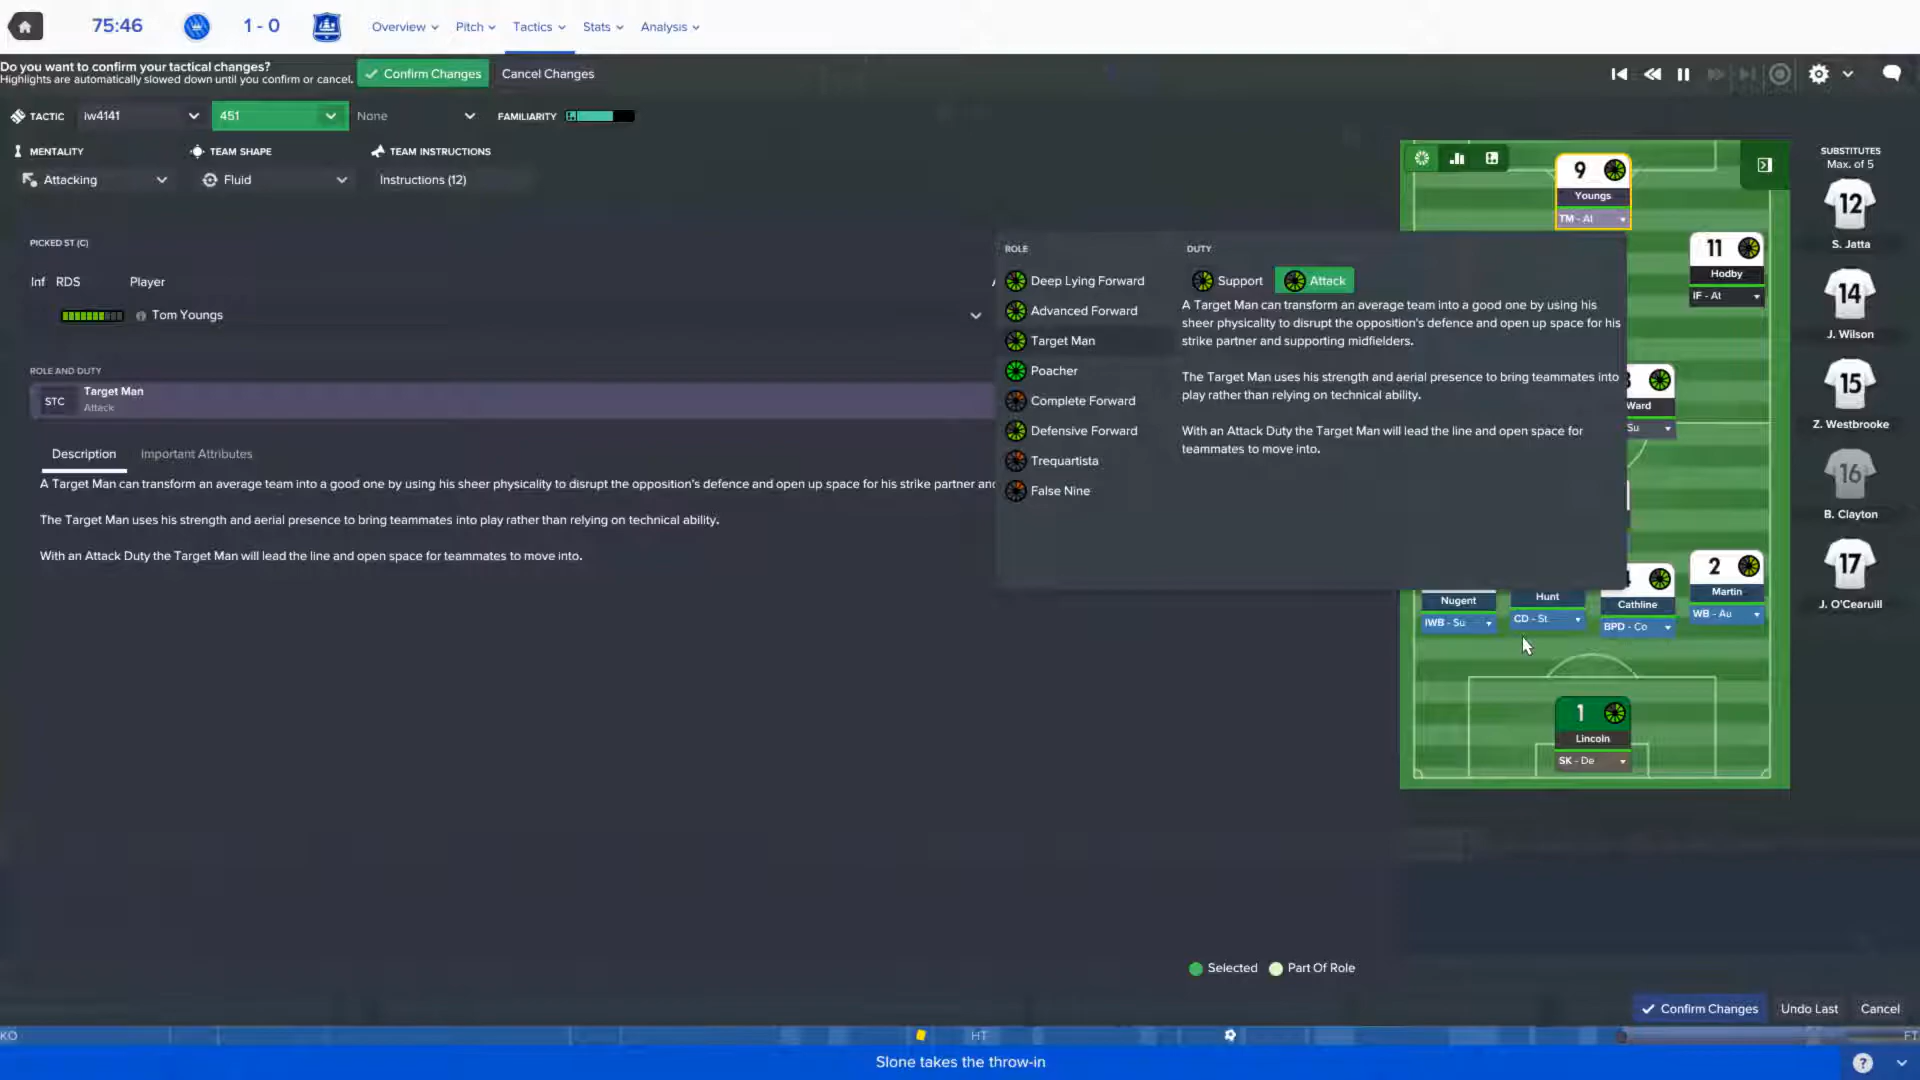 75:46
1 - 0
Overview
Pitch
Tactics
Stats
Analysis
Do you want to confirm your tactical changes?
Highlights are automatically slowed down until you confirm or cancel.
Confirm Changes
Cancel Changes
TACTIC
iw4141
451
None
FAMILIARITY
MENTALITY
TEAM SHAPE
TEAM INSTRUCTIONS
Attacking
Fluid
Instructions (12)
PICKED ST (C)
Inf
RDS
Player
Tom Youngs
ROLE AND DUTY
STC
Target Man
Attack
Description
Important Attributes
A Target Man can transform an average team into a good one by using his sheer physicality to disrupt the opposition's defence and open up space for his strike partner and
The Target Man uses his strength and aerial presence to bring teammates into play rather than relying on technical ability.
With an Attack Duty the Target Man will lead the line and open space for teammates to move into.
ROLE
Deep Lying Forward
Advanced Forward
Target Man
Poacher
Complete Forward
Defensive Forward
Trequartista
False Nine
DUTY
Support
Attack
A Target Man can transform an average team into a good one by using his
sheer physicality to disrupt the opposition's defence and open up space for his
strike partner and supporting midfielders.
The Target Man uses his strength and aerial presence to bring teammates into
play rather than relying on technical ability.
With an Attack Duty the Target Man will lead the line and open space for
teammates to move into.
9
Youngs
TM - At
11
Hodby
IF - At
Ward
Su
Nugent
IWB - Su
Hunt
CD - St
Cathline
BPD - Co
2
Martin
WB - Au
1
Lincoln
SK - De
SUBSTITUTES
Max. of 5
12
S. Jatta
14
J. Wilson
15
Z. Westbrooke
16
B. Clayton
17
J. O'Cearuill
Selected
Part Of Role
Confirm Changes
Undo Last
Cancel
KO
HT
FT
Slone takes the throw-in
?